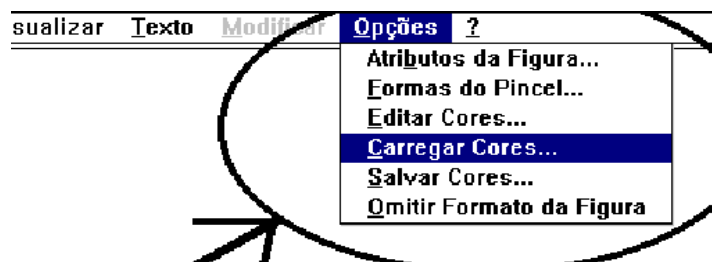 sualizar Texto Modificar Opções ?
Atributos da Figura...
Formas do Pincel...
Editar Cores...
Carregar Cores...
Salvar Cores...
Omitir Formato da Figura